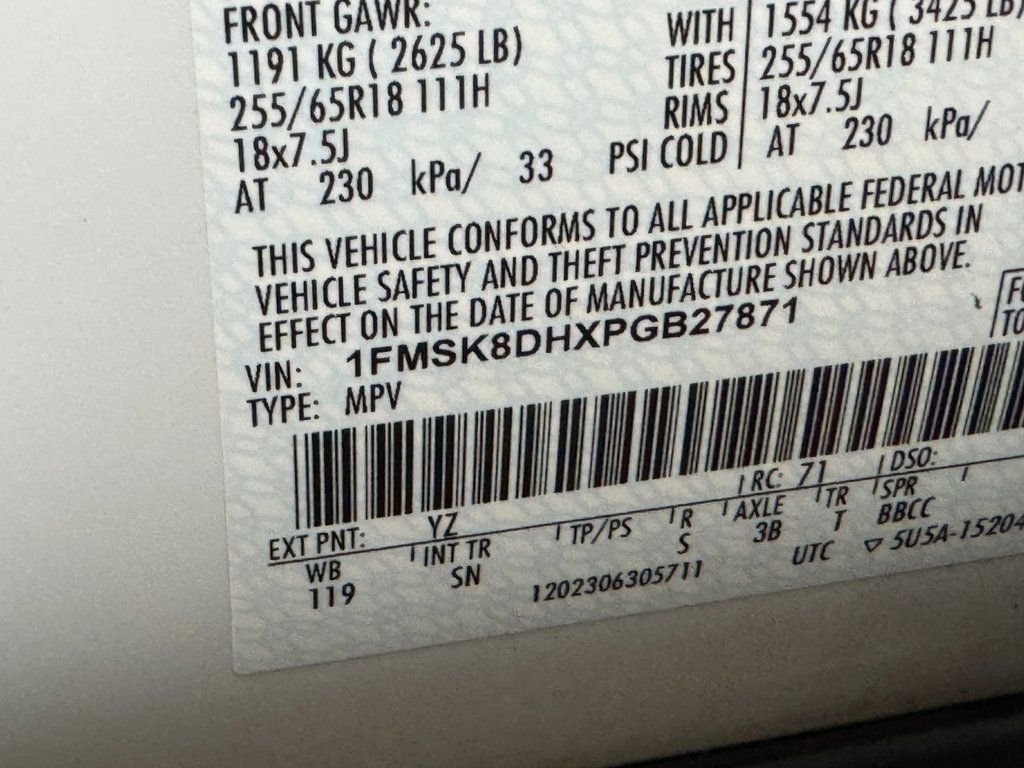 FRONT GAWR:
1191 KG ( 2625 LB)
255/65R18 111H
18x7.5J
AT 230 kPa/ 33 PSI COLD
WITH
TIRES
RIMS
1554 KG ( 3425 LB)
255/65R18 111H
18x7.5J
AT 230 kPa/
THIS VEHICLE CONFORMS TO ALL APPLICABLE FEDERAL MOT
VEHICLE SAFETY AND THEFT PREVENTION STANDARDS IN
EFFECT ON THE DATE OF MANUFACTURE SHOWN ABOVE.
VIN: 1FMSK8DHXPGB27871
TYPE: MPV
EXT PNT: YZ RC: 71 DSO:
WB INT TR TP/PS R AXLE TR SPR
119 SN S 3B T BBCC
1202306305711 UTC ▽ 5U5A-15204